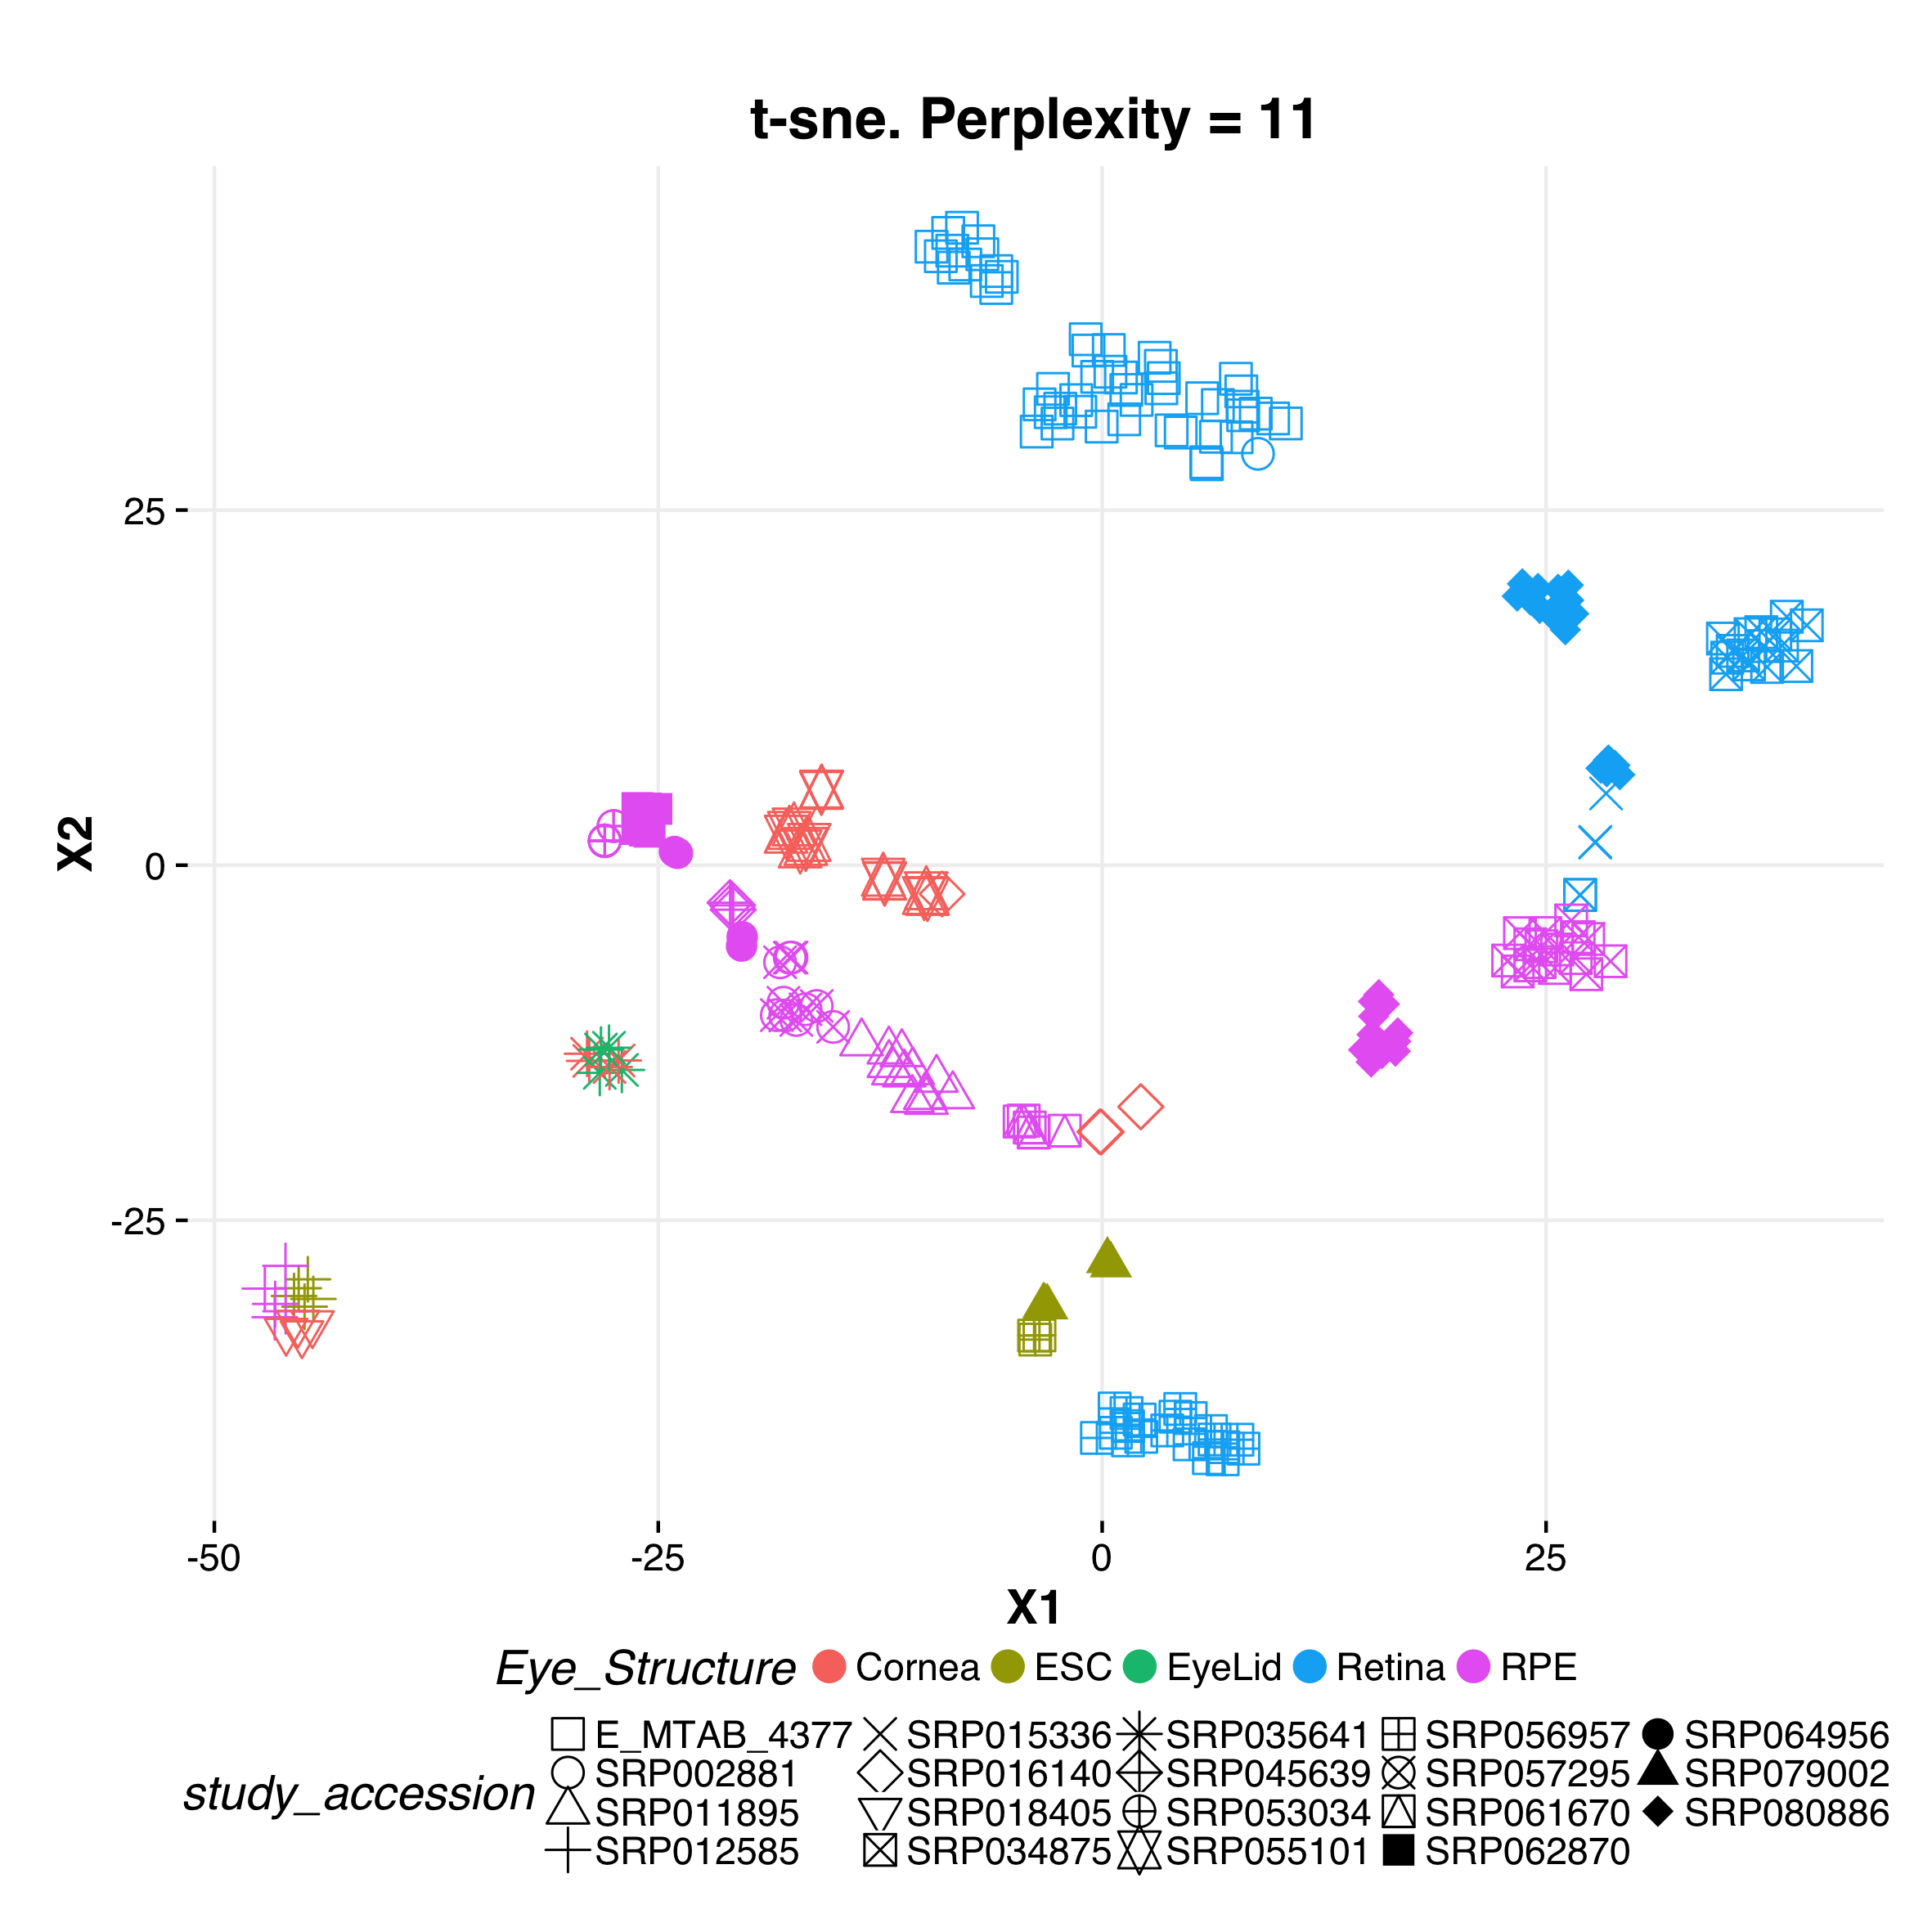 t-sne. Perplexity = 11
X2
25
0
-25
-50 -25 0 25
X1
Eye_Structure Cornea ESC EyeLid Retina RPE
study_accession
E_MTAB_4377 SRP015336 SRP035641 SRP056957 SRP064956
SRP002881 SRP016140 SRP045639 SRP057295 SRP079002
SRP011895 SRP018405 SRP053034 SRP061670 SRP080886
SRP012585 SRP034875 SRP055101 SRP062870